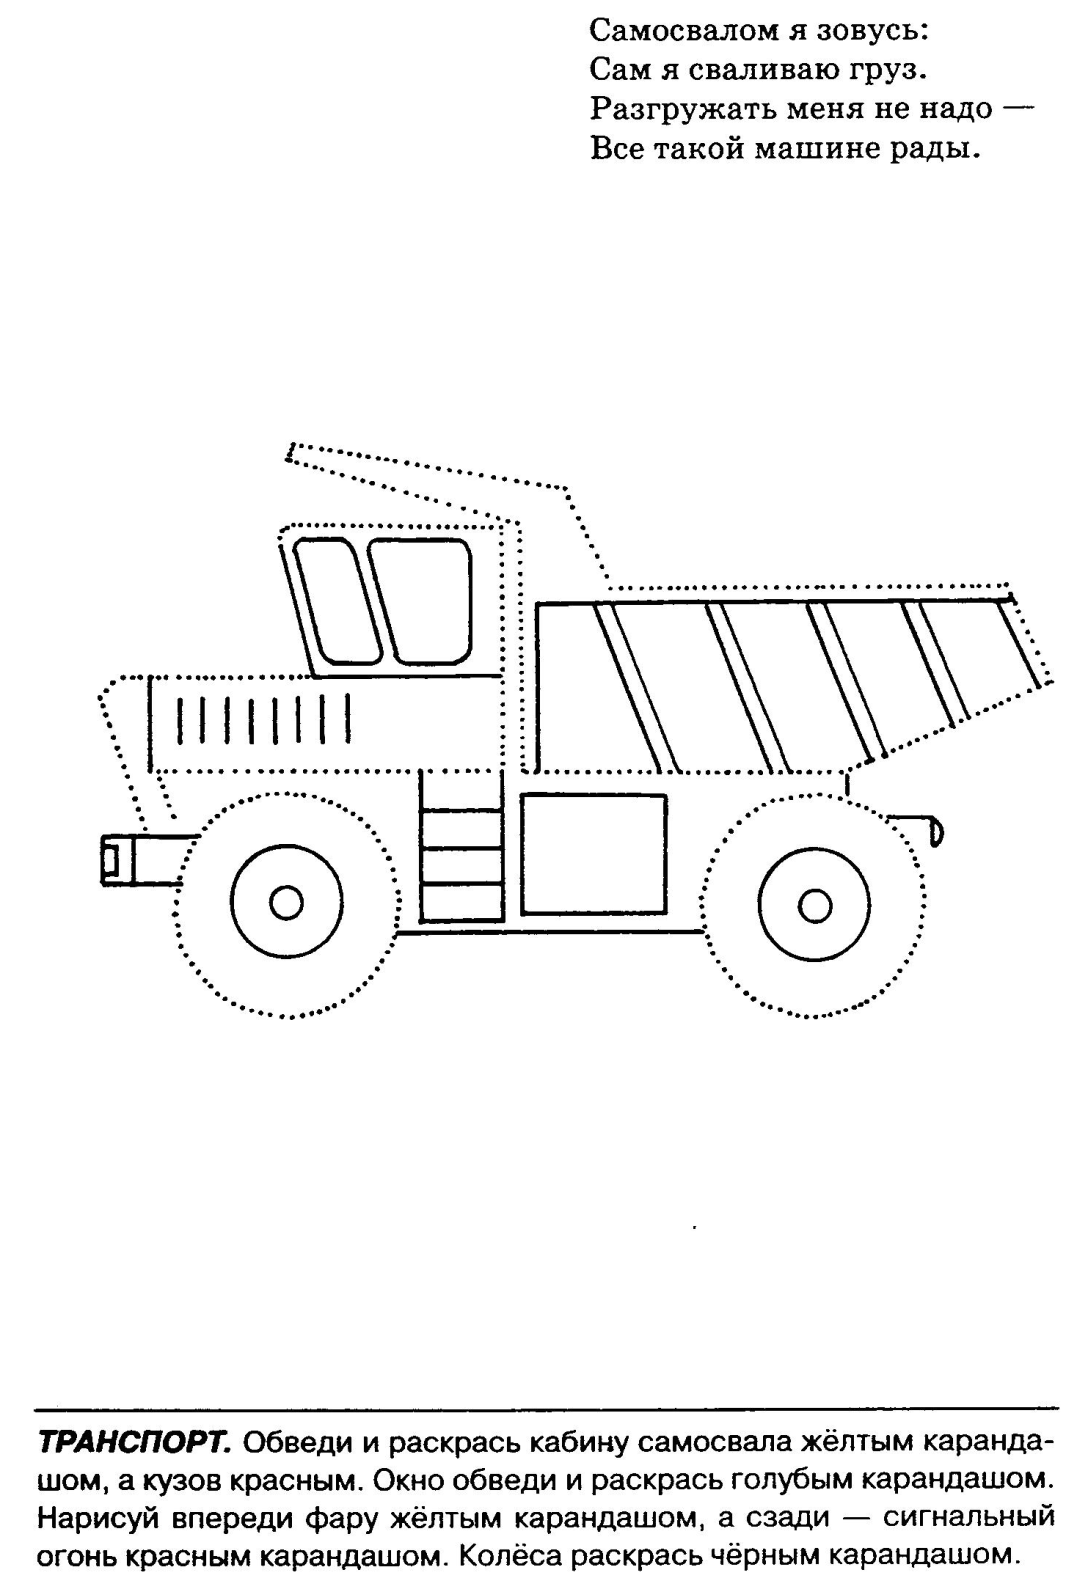 Самосвалом я зовусь:
Сам я сваливаю груз.
Разгружать меня не надо —
Все такой машине рады.
ТРАНСПОРТ. Обведи и раскрась кабину самосвала жёлтым каранда-
шом, а кузов красным. Окно обведи и раскрась голубым карандашом.
Нарисуй впереди фару жёлтым карандашом, а сзади — сигнальный
огонь красным карандашом. Колёса раскрась чёрным карандашом.